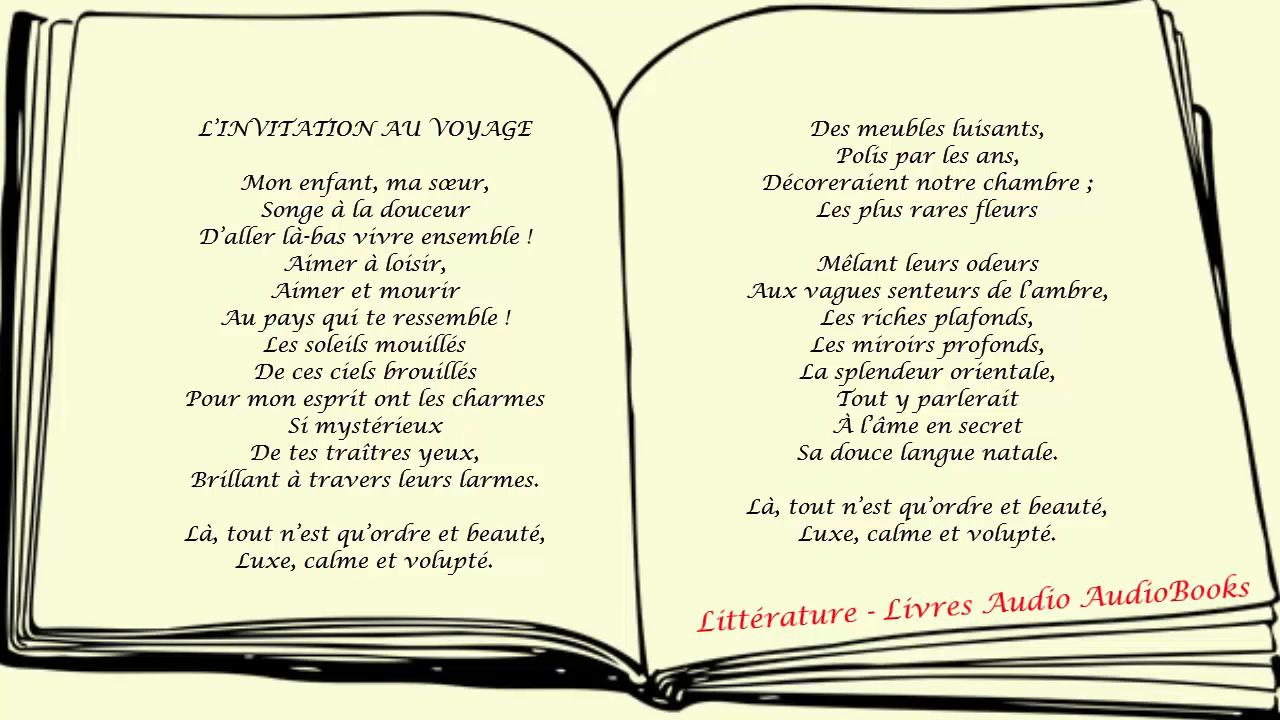 L'INVITATION AU VOYAGE
Mon enfant, ma sœur,
Songe à la douceur
D'aller là-bas vivre ensemble !
Aimer à loisir,
Aimer et mourir
Au pays qui te ressemble !
Les soleils mouillés
De ces ciels brouillés
Pour mon esprit ont les charmes
Si mystérieux
De tes traîtres yeux,
Brillant à travers leurs larmes.
Là, tout n'est qu'ordre et beauté,
Luxe, calme et volupté.
Des meubles luisants,
Polis par les ans,
Décoreraient notre chambre ;
Les plus rares fleurs
Mêlant leurs odeurs
Aux vagues senteurs de l'ambre,
Les riches plafonds,
Les miroirs profonds,
La splendeur orientale,
Tout y parlerait
À l'âme en secret
Sa douce langue natale.
Là, tout n'est qu'ordre et beauté,
Luxe, calme et volupté.
Littérature - Livres Audio AudioBooks